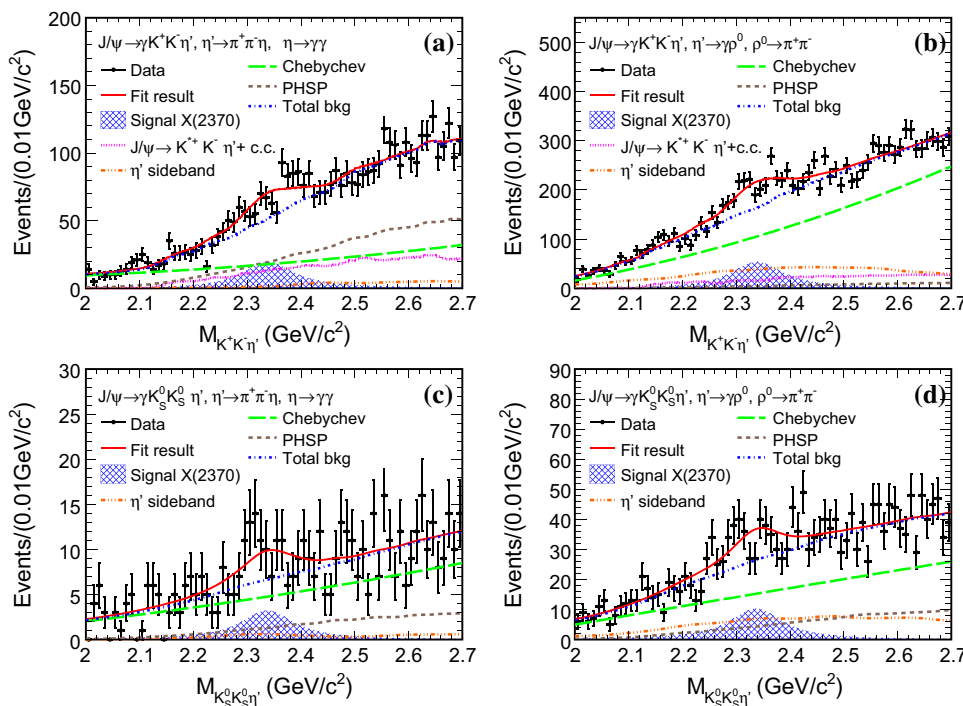 J/ψ→γK⁺K⁻η', η'→π⁺π⁻η, η→γγ (a)
Data
Fit result
Signal X(2370)
J/ψ→ K*⁺ K⁻ η'+ c.c.
η' sideband
Chebychev
PHSP
Total bkg
Events/(0.01GeV/c²)
200
150
100
50
0
2 2.1 2.2 2.3 2.4 2.5 2.6 2.7
M_K⁺K⁻η' (GeV/c²)
J/ψ→γK⁺K⁻η', η'→γρ⁰, ρ⁰→π⁺π⁻ (b)
Data
Fit result
Signal X(2370)
J/ψ→ K*⁺ K⁻ η'+c.c.
η' sideband
Chebychev
PHSP
Total bkg
Events/(0.01GeV/c²)
500
400
300
200
100
0
2 2.1 2.2 2.3 2.4 2.5 2.6 2.7
M_K⁺K⁻η' (GeV/c²)
J/ψ→γK_S⁰K_S⁰ η', η'→π⁺π⁻η, η→γγ (c)
Data
Fit result
Signal X(2370)
η' sideband
Chebychev
PHSP
Total bkg
Events/(0.01GeV/c²)
30
25
20
15
10
5
0
2 2.1 2.2 2.3 2.4 2.5 2.6 2.7
M_K_S⁰K_S⁰η' (GeV/c²)
J/ψ→γK_S⁰K_S⁰η', η'→γρ⁰, ρ⁰→π⁺π⁻ (d)
Data
Fit result
Signal X(2370)
η' sideband
Chebychev
PHSP
Total bkg
Events/(0.01GeV/c²)
90
80
70
60
50
40
30
20
10
0
2 2.1 2.2 2.3 2.4 2.5 2.6 2.7
M_K_S⁰K_S⁰η' (GeV/c²)